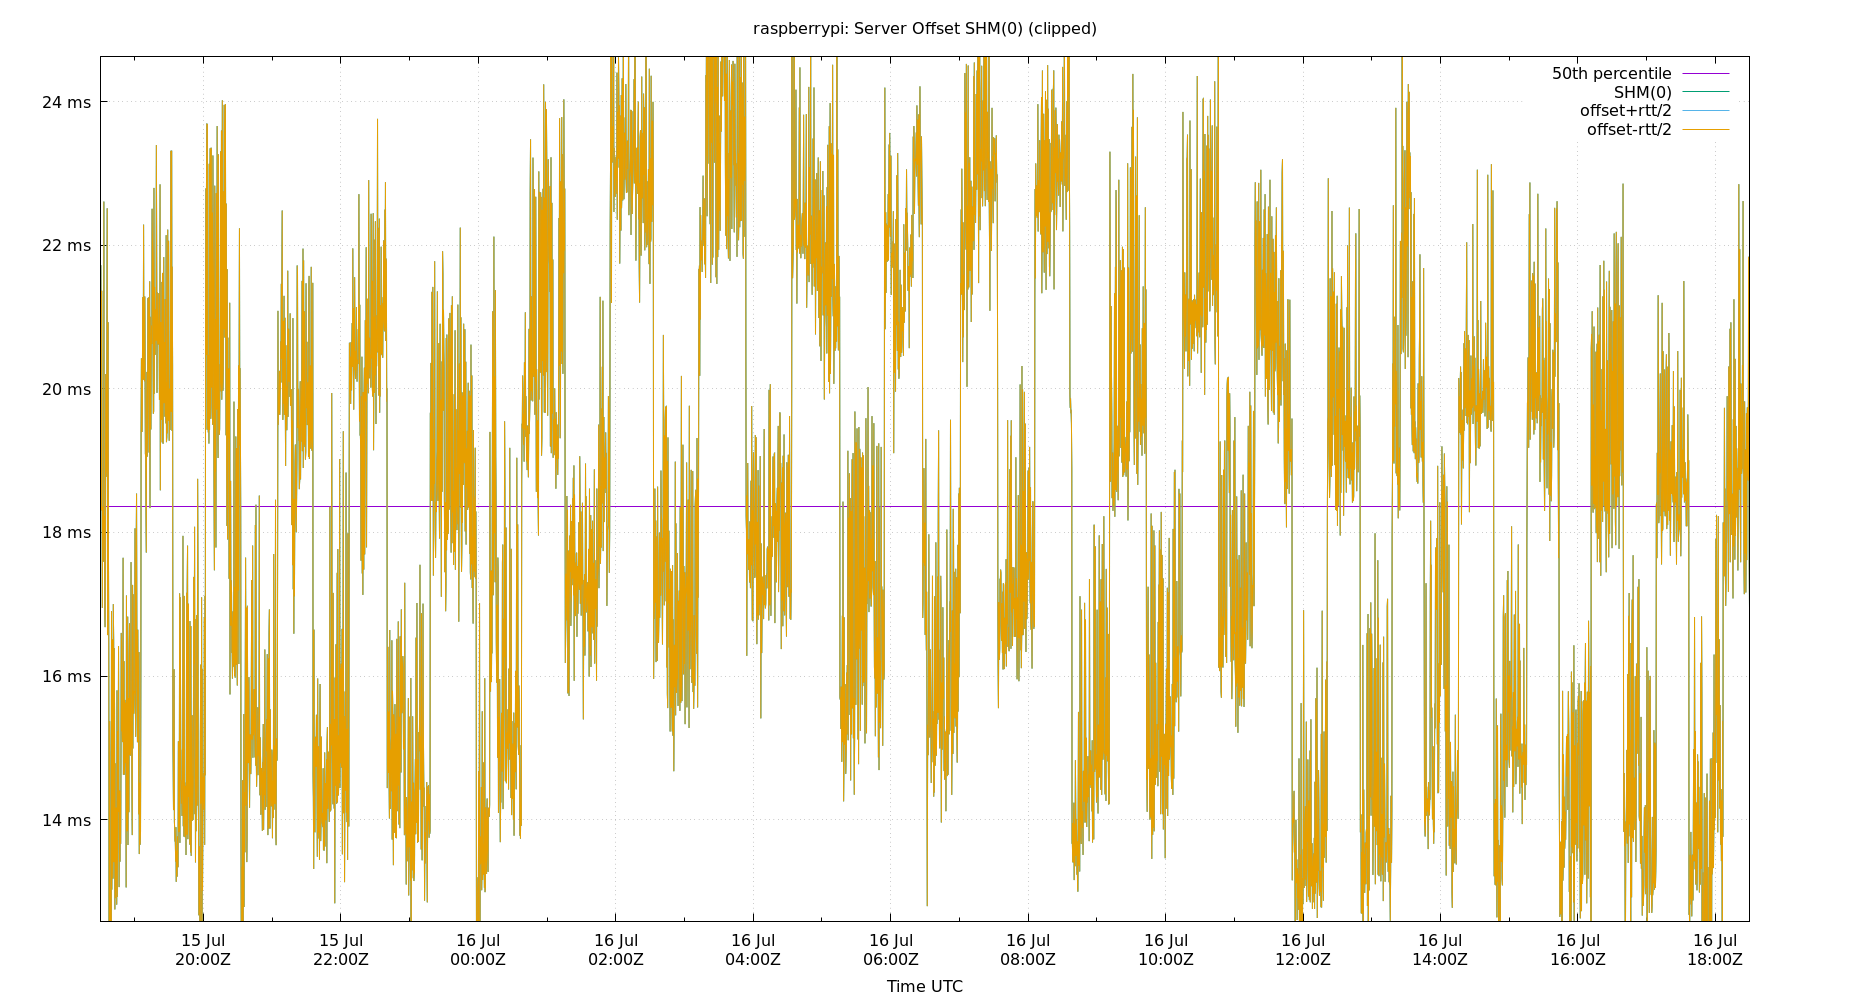 raspberrypi: Server Offset SHM(0) (clipped)
50th percentile
SHM(0)
offset+rtt/2
offset-rtt/2
24 ms
22 ms
20 ms
18 ms
16 ms
14 ms
15 Jul 15 Jul 16 Jul 16 Jul 16 Jul 16 Jul 16 Jul 16 Jul 16 Jul 16 Jul 16 Jul 16 Jul
20:00Z 22:00Z 00:00Z 02:00Z 04:00Z 06:00Z 08:00Z 10:00Z 12:00Z 14:00Z 16:00Z 18:00Z
Time UTC